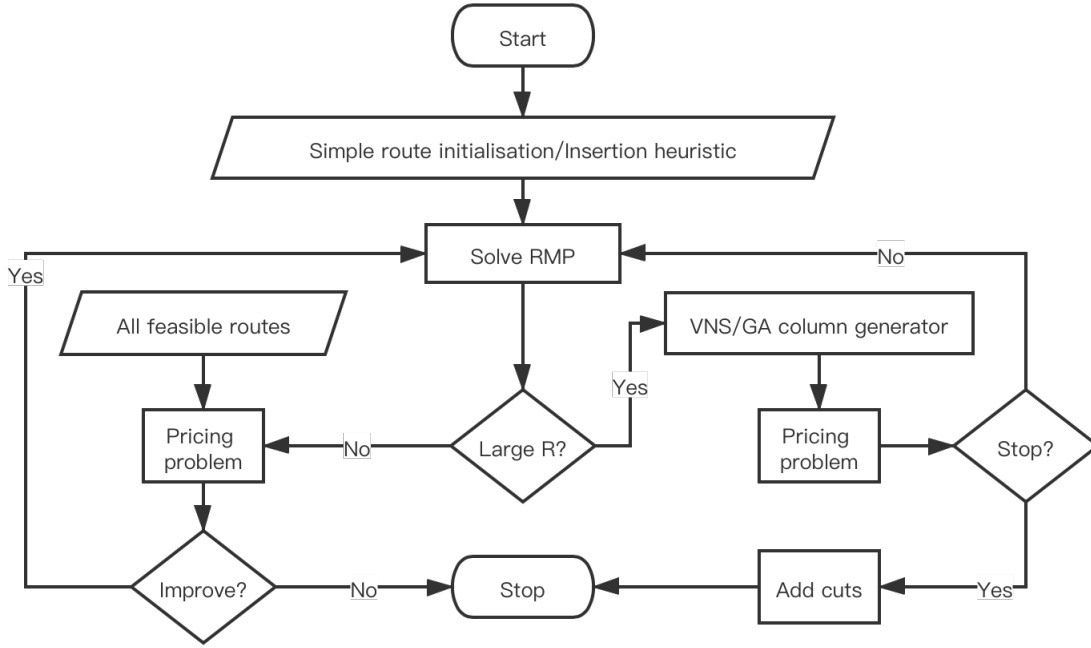 Start
Simple route initialisation/Insertion heuristic
Solve RMP
No
Yes
All feasible routes
VNS/GA column generator
Yes
Pricing
problem
No
Large R?
Pricing
problem
Stop?
Improve?
No
Stop
Add cuts
Yes